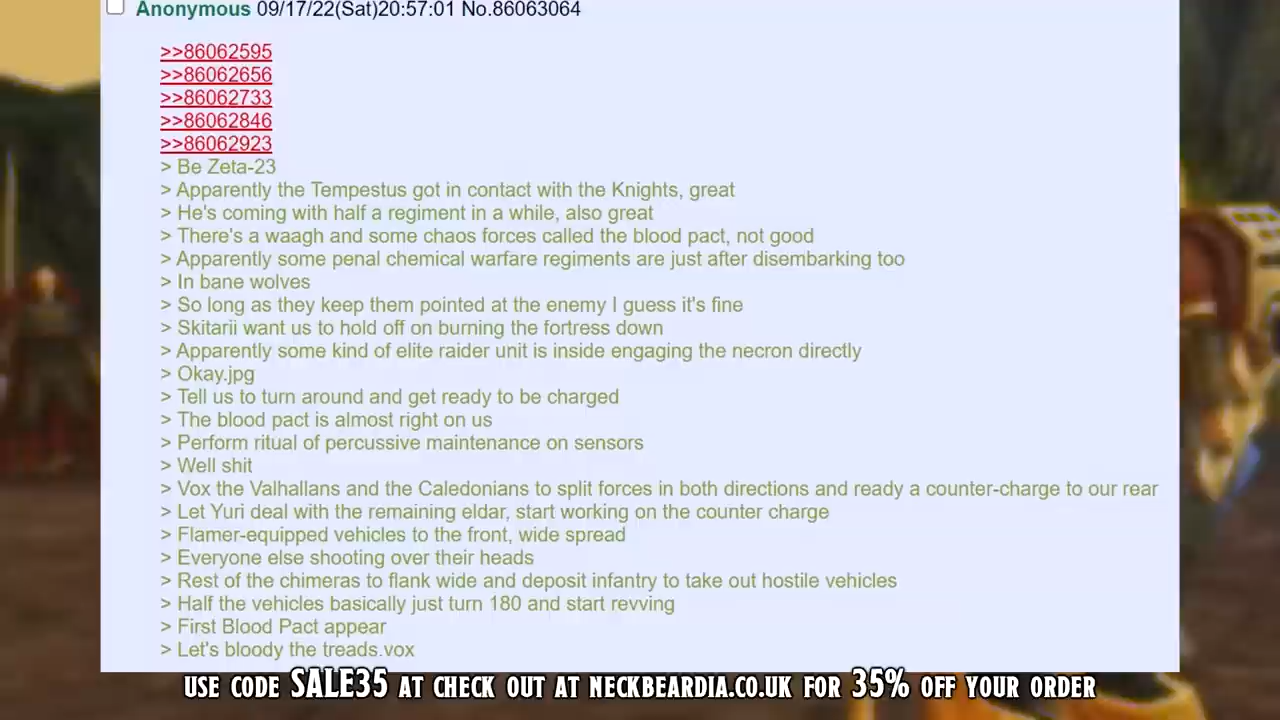 Anonymous 09/17/22(Sat)20:57:01 No.86063064
>>86062595
>>86062656
>>86062733
>>86062846
>>86062923
> Be Zeta-23
> Apparently the Tempestus got in contact with the Knights, great
> He's coming with half a regiment in a while, also great
> There's a waagh and some chaos forces called the blood pact, not good
> Apparently some penal chemical warfare regiments are just after disembarking too
> In bane wolves
> So long as they keep them pointed at the enemy I guess it's fine
> Skitarii want us to hold off on burning the fortress down
> Apparently some kind of elite raider unit is inside engaging the necron directly
> Okay.jpg
> Tell us to turn around and get ready to be charged
> The blood pact is almost right on us
> Perform ritual of percussive maintenance on sensors
> Well shit
> Vox the Valhallans and the Caledonians to split forces in both directions and ready a counter-charge to our rear
> Let Yuri deal with the remaining eldar, start working on the counter charge
> Flamer-equipped vehicles to the front, wide spread
> Everyone else shooting over their heads
> Rest of the chimeras to flank wide and deposit infantry to take out hostile vehicles
> Half the vehicles basically just turn 180 and start revving
> First Blood Pact appear
> Let's bloody the treads.vox
USE CODE SALE35 AT CHECK OUT AT NECKBEARDIA.CO.UK FOR 35% OFF YOUR ORDER